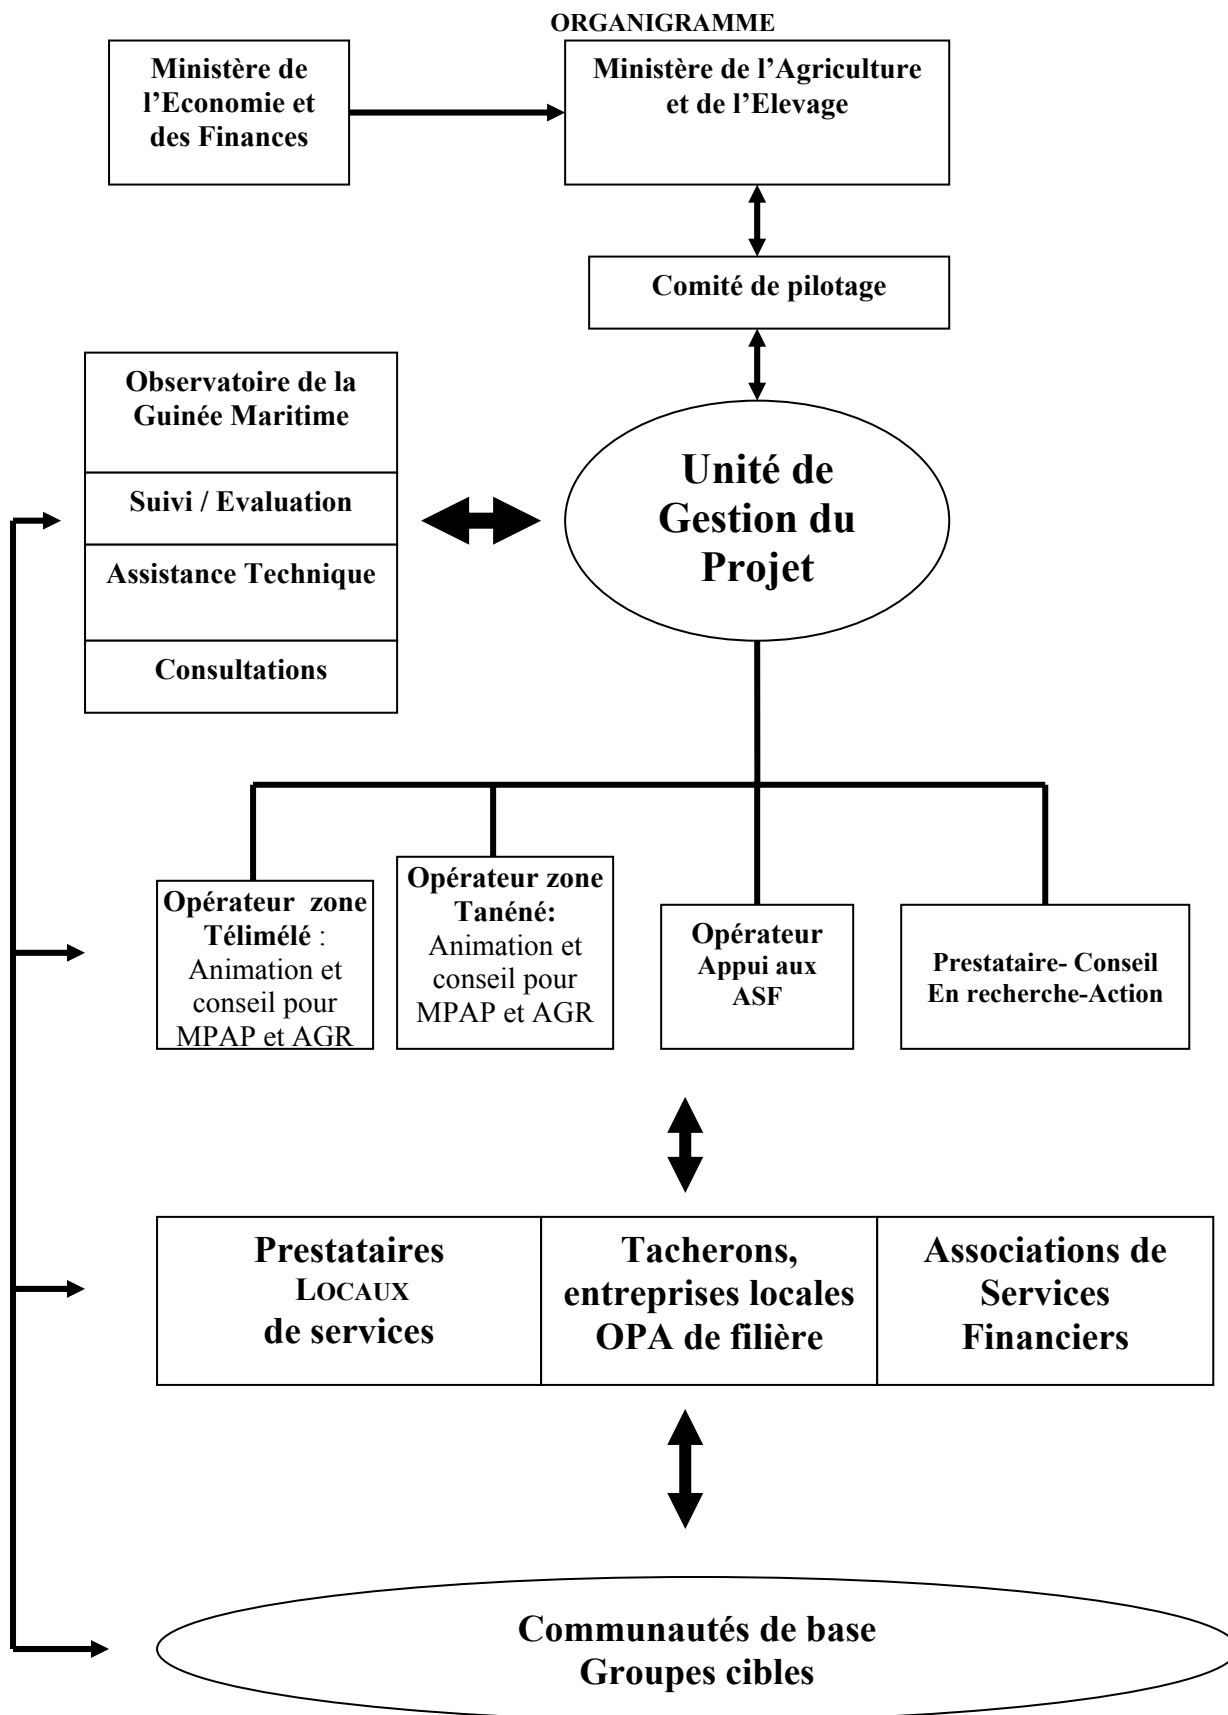 ORGANIGRAMME
Ministère de
l’Economie et
des Finances
Ministère de l’Agriculture
et de l’Elevage
Comité de pilotage
Observatoire de la
Guinée Maritime
Suivi / Evaluation
Assistance Technique
Consultations
Unité de
Gestion du
Projet
Opérateur zone
Télimélé :
Animation et
conseil pour
MPAP et AGR
Opérateur zone
Tanéné:
Animation et
conseil pour
MPAP et AGR
Opérateur
Appui aux
ASF
Prestataire- Conseil
En recherche-Action
Prestataires
LOCAUX
de services
Tacherons,
entreprises locales
OPA de filière
Associations de
Services
Financiers
Communautés de base
Groupes cibles